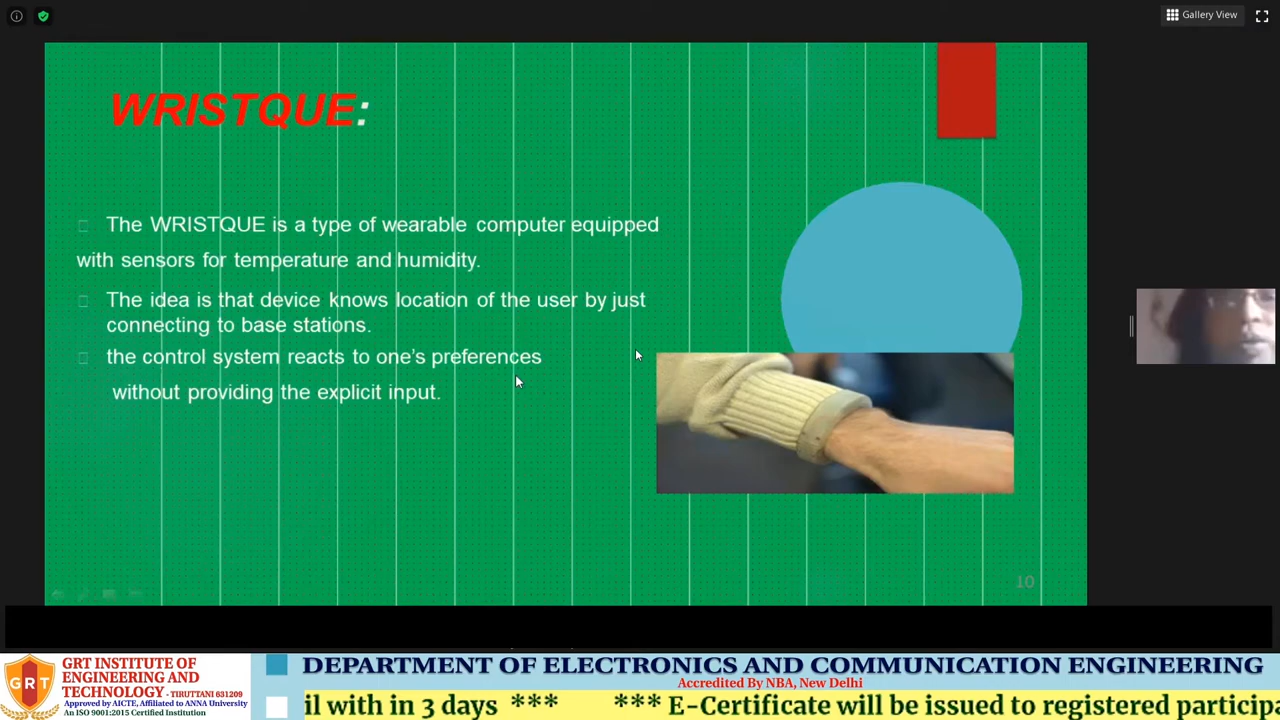 Gallery View
WRISTQUE:
The WRISTQUE is a type of wearable computer equipped
with sensors for temperature and humidity.
The idea is that device knows location of the user by just
connecting to base stations.
the control system reacts to one's preferences
without providing the explicit input.
10
GRT
GRT INSTITUTE OF
ENGINEERING AND
TECHNOLOGY - TIRUTTANI 631209
Approved by AICTE, Affiliated to ANNA University
An ISO 9001:2015 Certified Institution
DEPARTMENT OF ELECTRONICS AND COMMUNICATION ENGINEERING
Accredited By NBA, New Delhi
il with in 3 days *** *** E-Certificate will be issued to registered participa